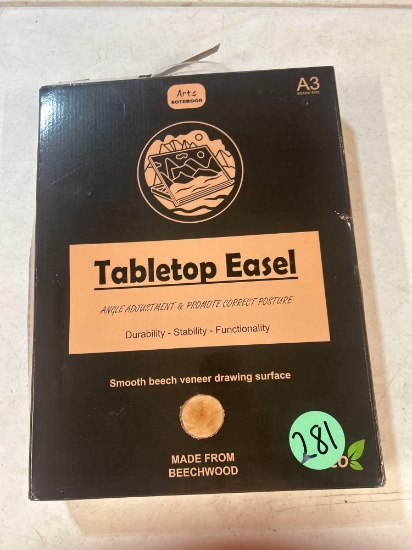 Arts
A3
Tabletop Easel
ANGLE ADJUSTMENT & PROMOTE CORRECT POSTURE
Durability - Stability - Functionality
Smooth beech veneer drawing surface
281
MADE FROM
BEECHWOOD